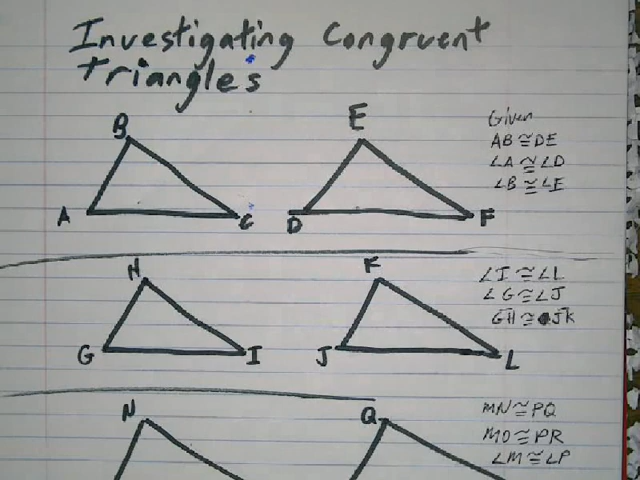 Investigating Congruent
triangles
B
E
Given
AB ≅ DE
∠A ≅ ∠D
∠B ≅ ∠E
A
C
D
F
H
K
∠I ≅ ∠L
∠G ≅ ∠J
GH ≅ JK
G
I
J
L
N
Q
MN ≅ PQ
MO ≅ PR
∠M ≅ ∠P